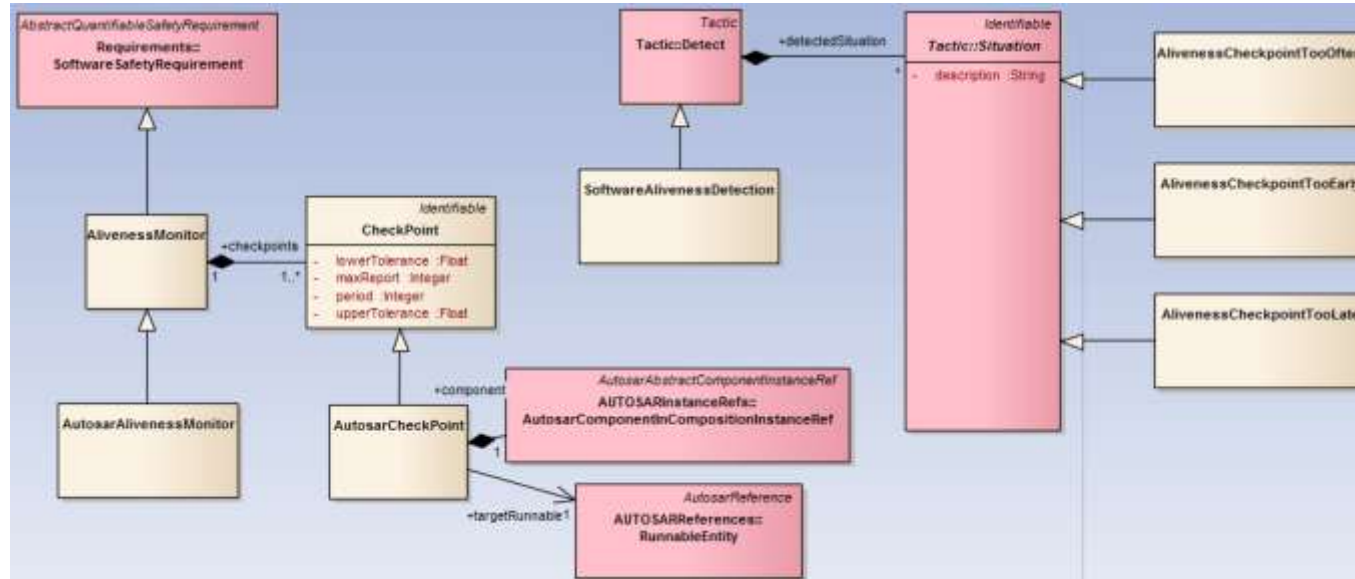 AbstractQuantifiableSafetyRequirement
Requirements::
SoftwareSafetyRequirement
Tactic
Tactic::Detect
+detectedSituation
*
Identifiable
Tactic::Situation
- description :String
AlivenessCheckpointTooOften
SoftwareAlivenessDetection
AlivenessCheckpointTooEarly
AlivenessMonitor
+checkpoints
1
1..*
Identifiable
CheckPoint
- lowerTolerance :Float
- maxReport :Integer
- period :Integer
- upperTolerance :Float
AlivenessCheckpointTooLate
AutosarAlivenessMonitor
AutosarCheckPoint
+component
1
AutosarAbstractComponentInstanceRef
AUTOSARInstanceRefs::
AutosarComponentInCompositionInstanceRef
+targetRunnable
1
AutosarReference
AUTOSARReferences::
RunnableEntity